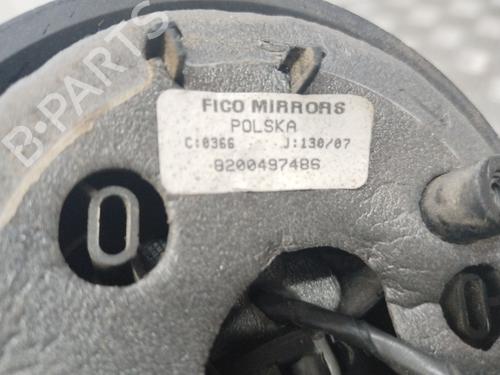 B-PARTS
FICO MIRRORS
POLSKA
C:0366 J:130/07
8200497486